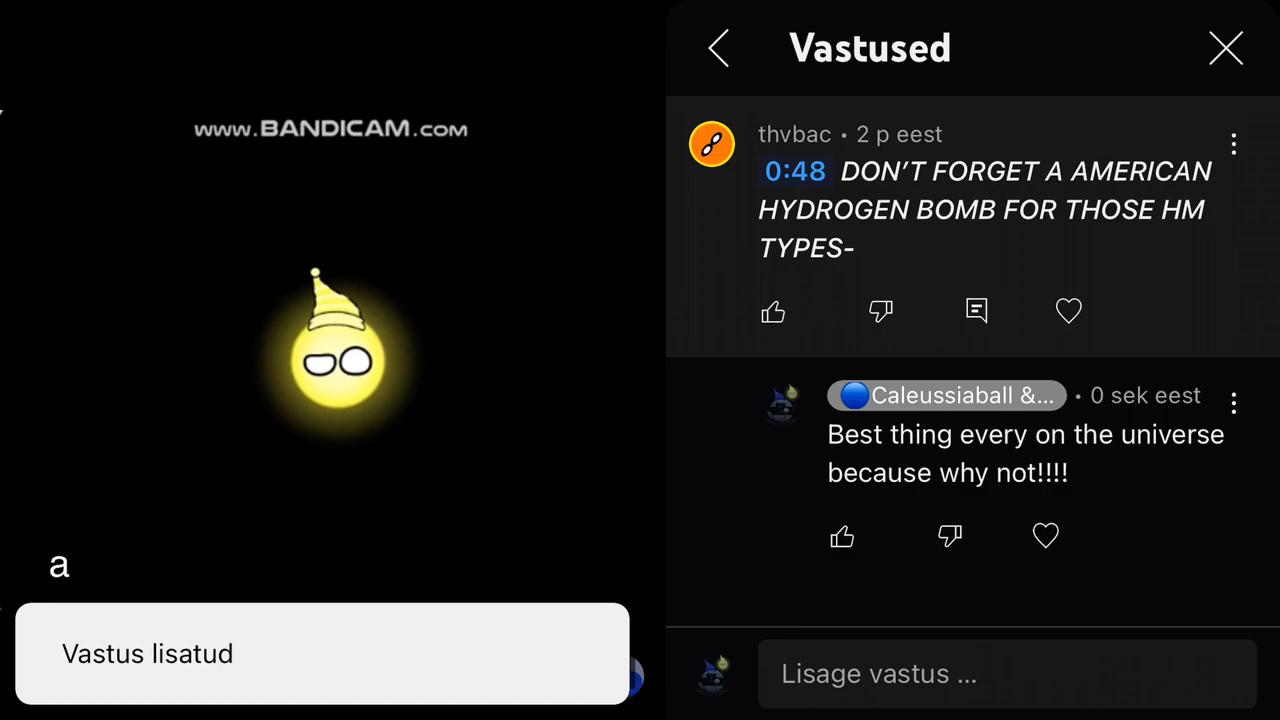 www.BANDICAM.com
a
Vastus lisatud
Vastused
thvbac • 2 p eest
0:48 DON’T FORGET A AMERICAN
HYDROGEN BOMB FOR THOSE HM
TYPES-
Caleussiaball &... • 0 sek eest
Best thing every on the universe
because why not!!!!
Lisage vastus ...